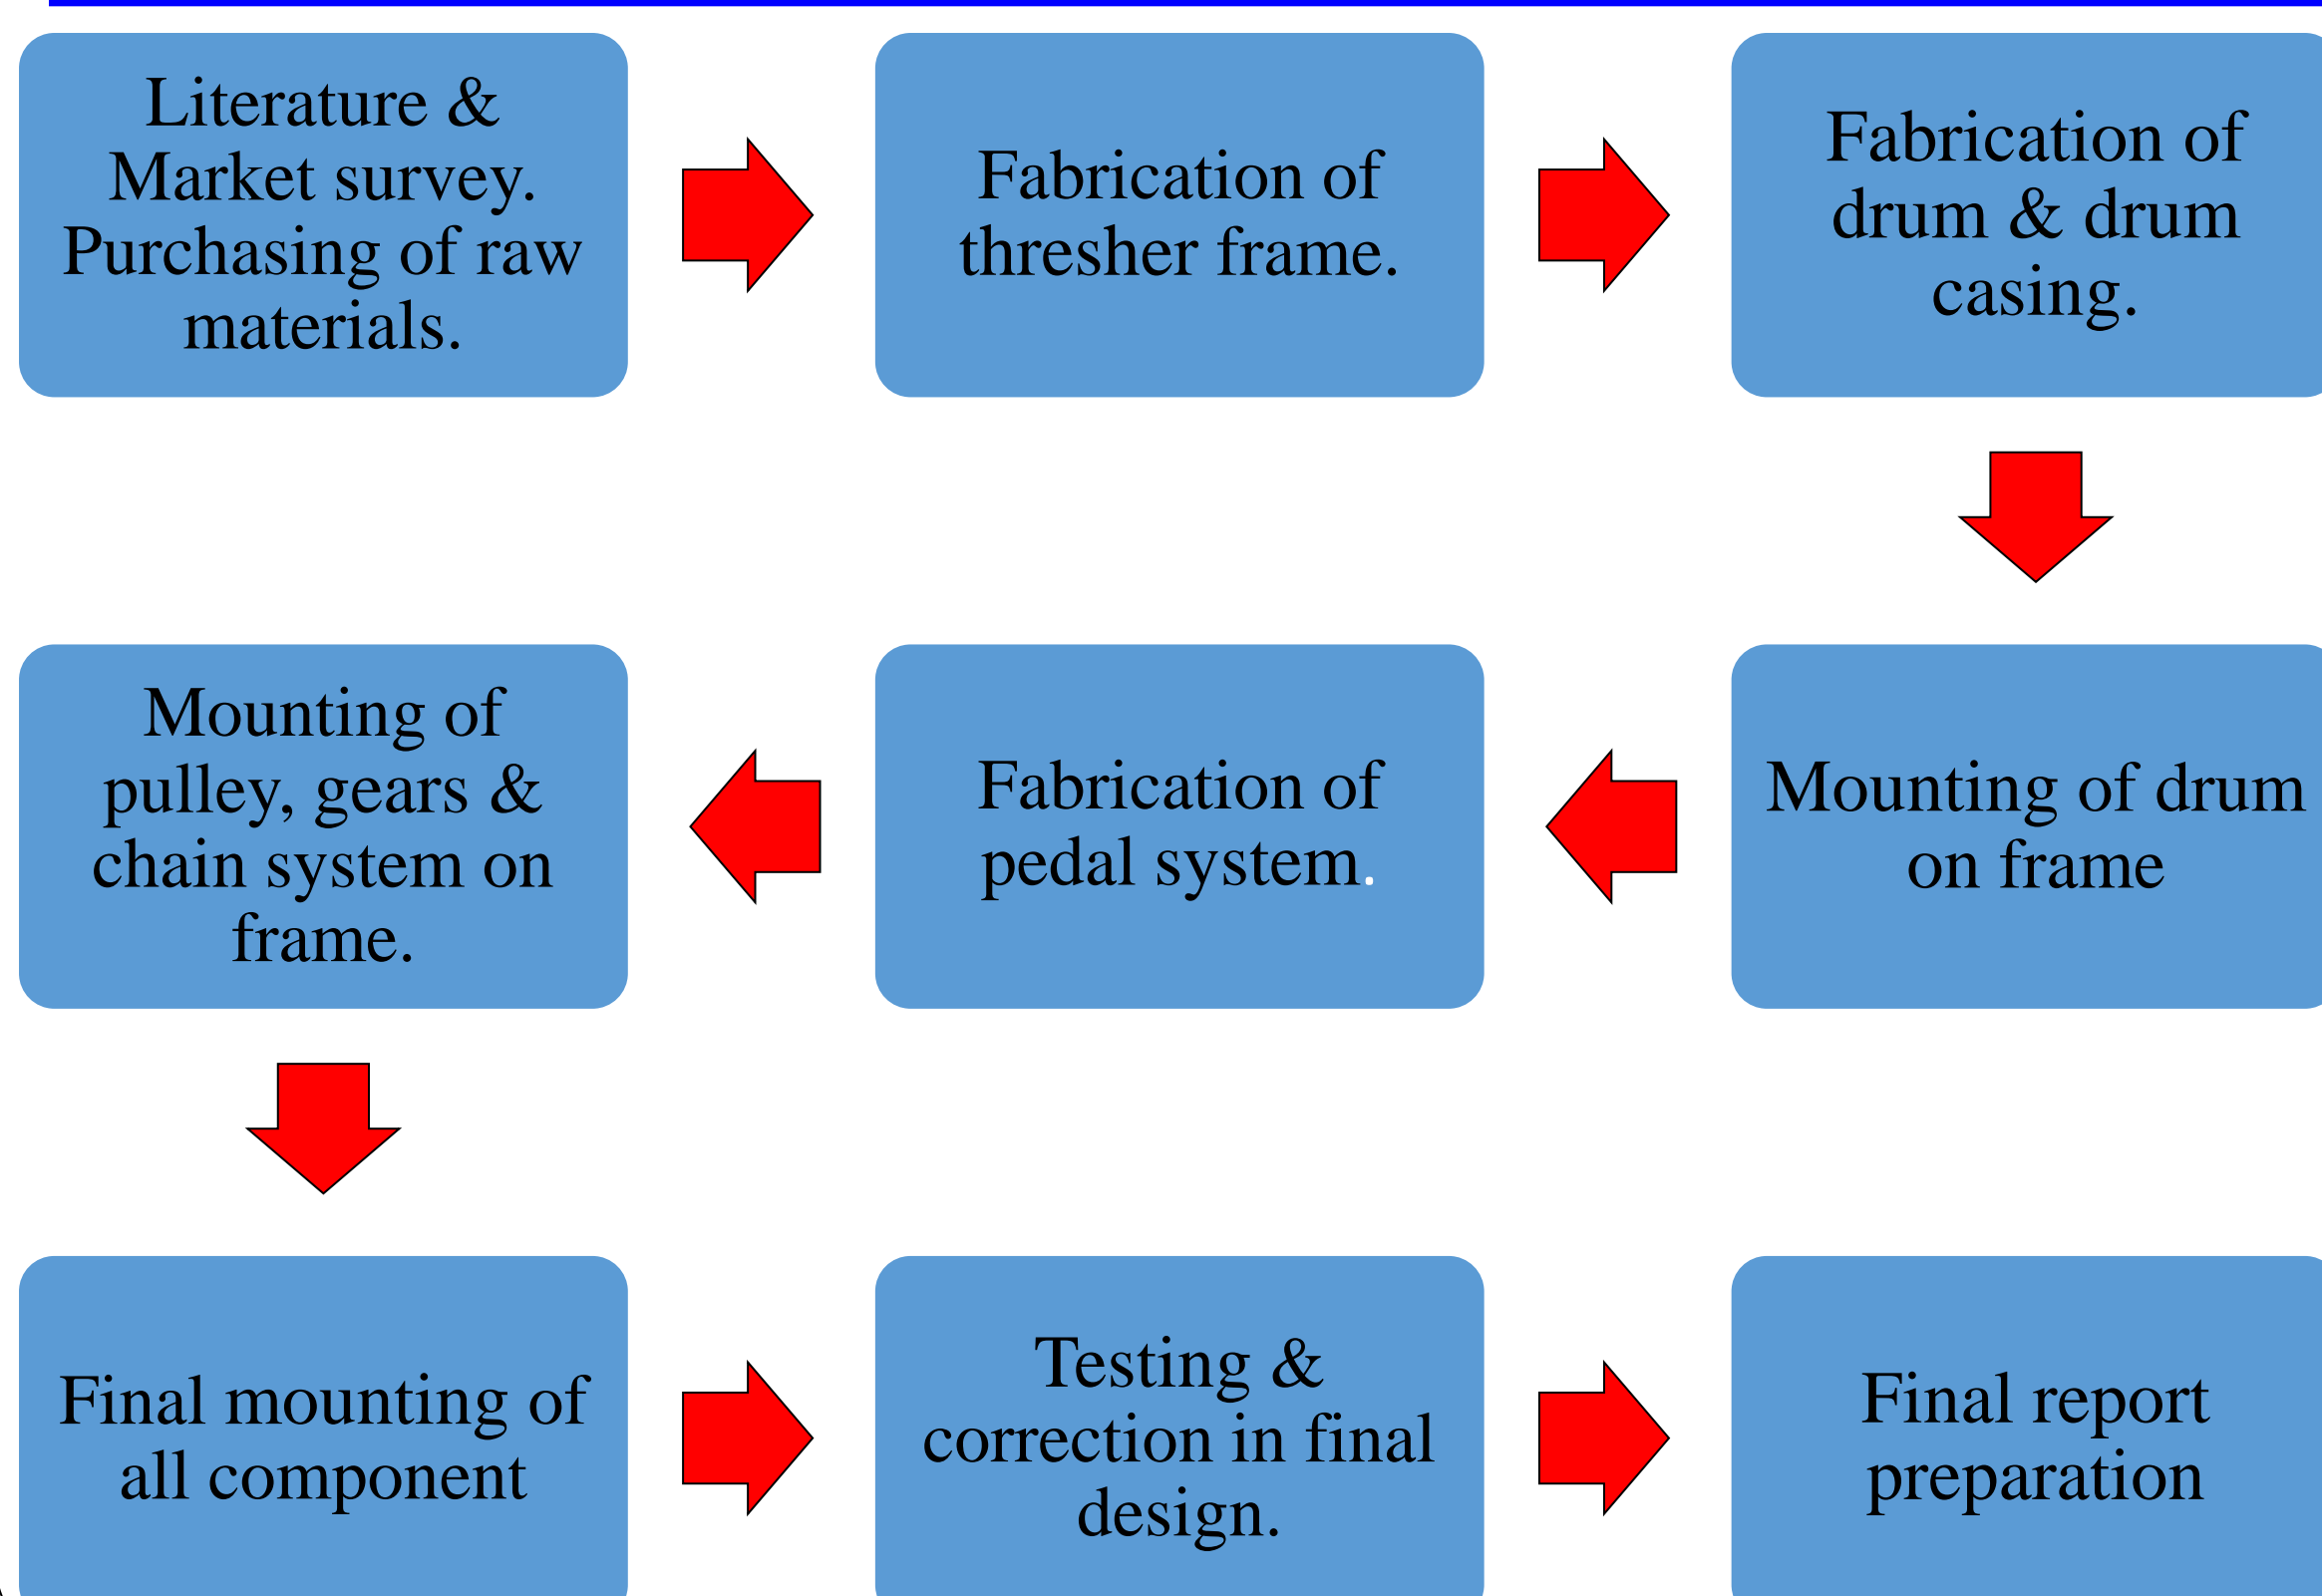 Literature &
Market survey.
Purchasing of raw
materials.
Fabrication of
thresher frame.
Fabrication of
drum & drum
casing.
Mounting of drum
on frame
Fabrication of
pedal system.
Mounting of
pulley, gears &
chain system on
frame.
Final mounting of
all component
Testing &
correction in final
design.
Final report
preparation